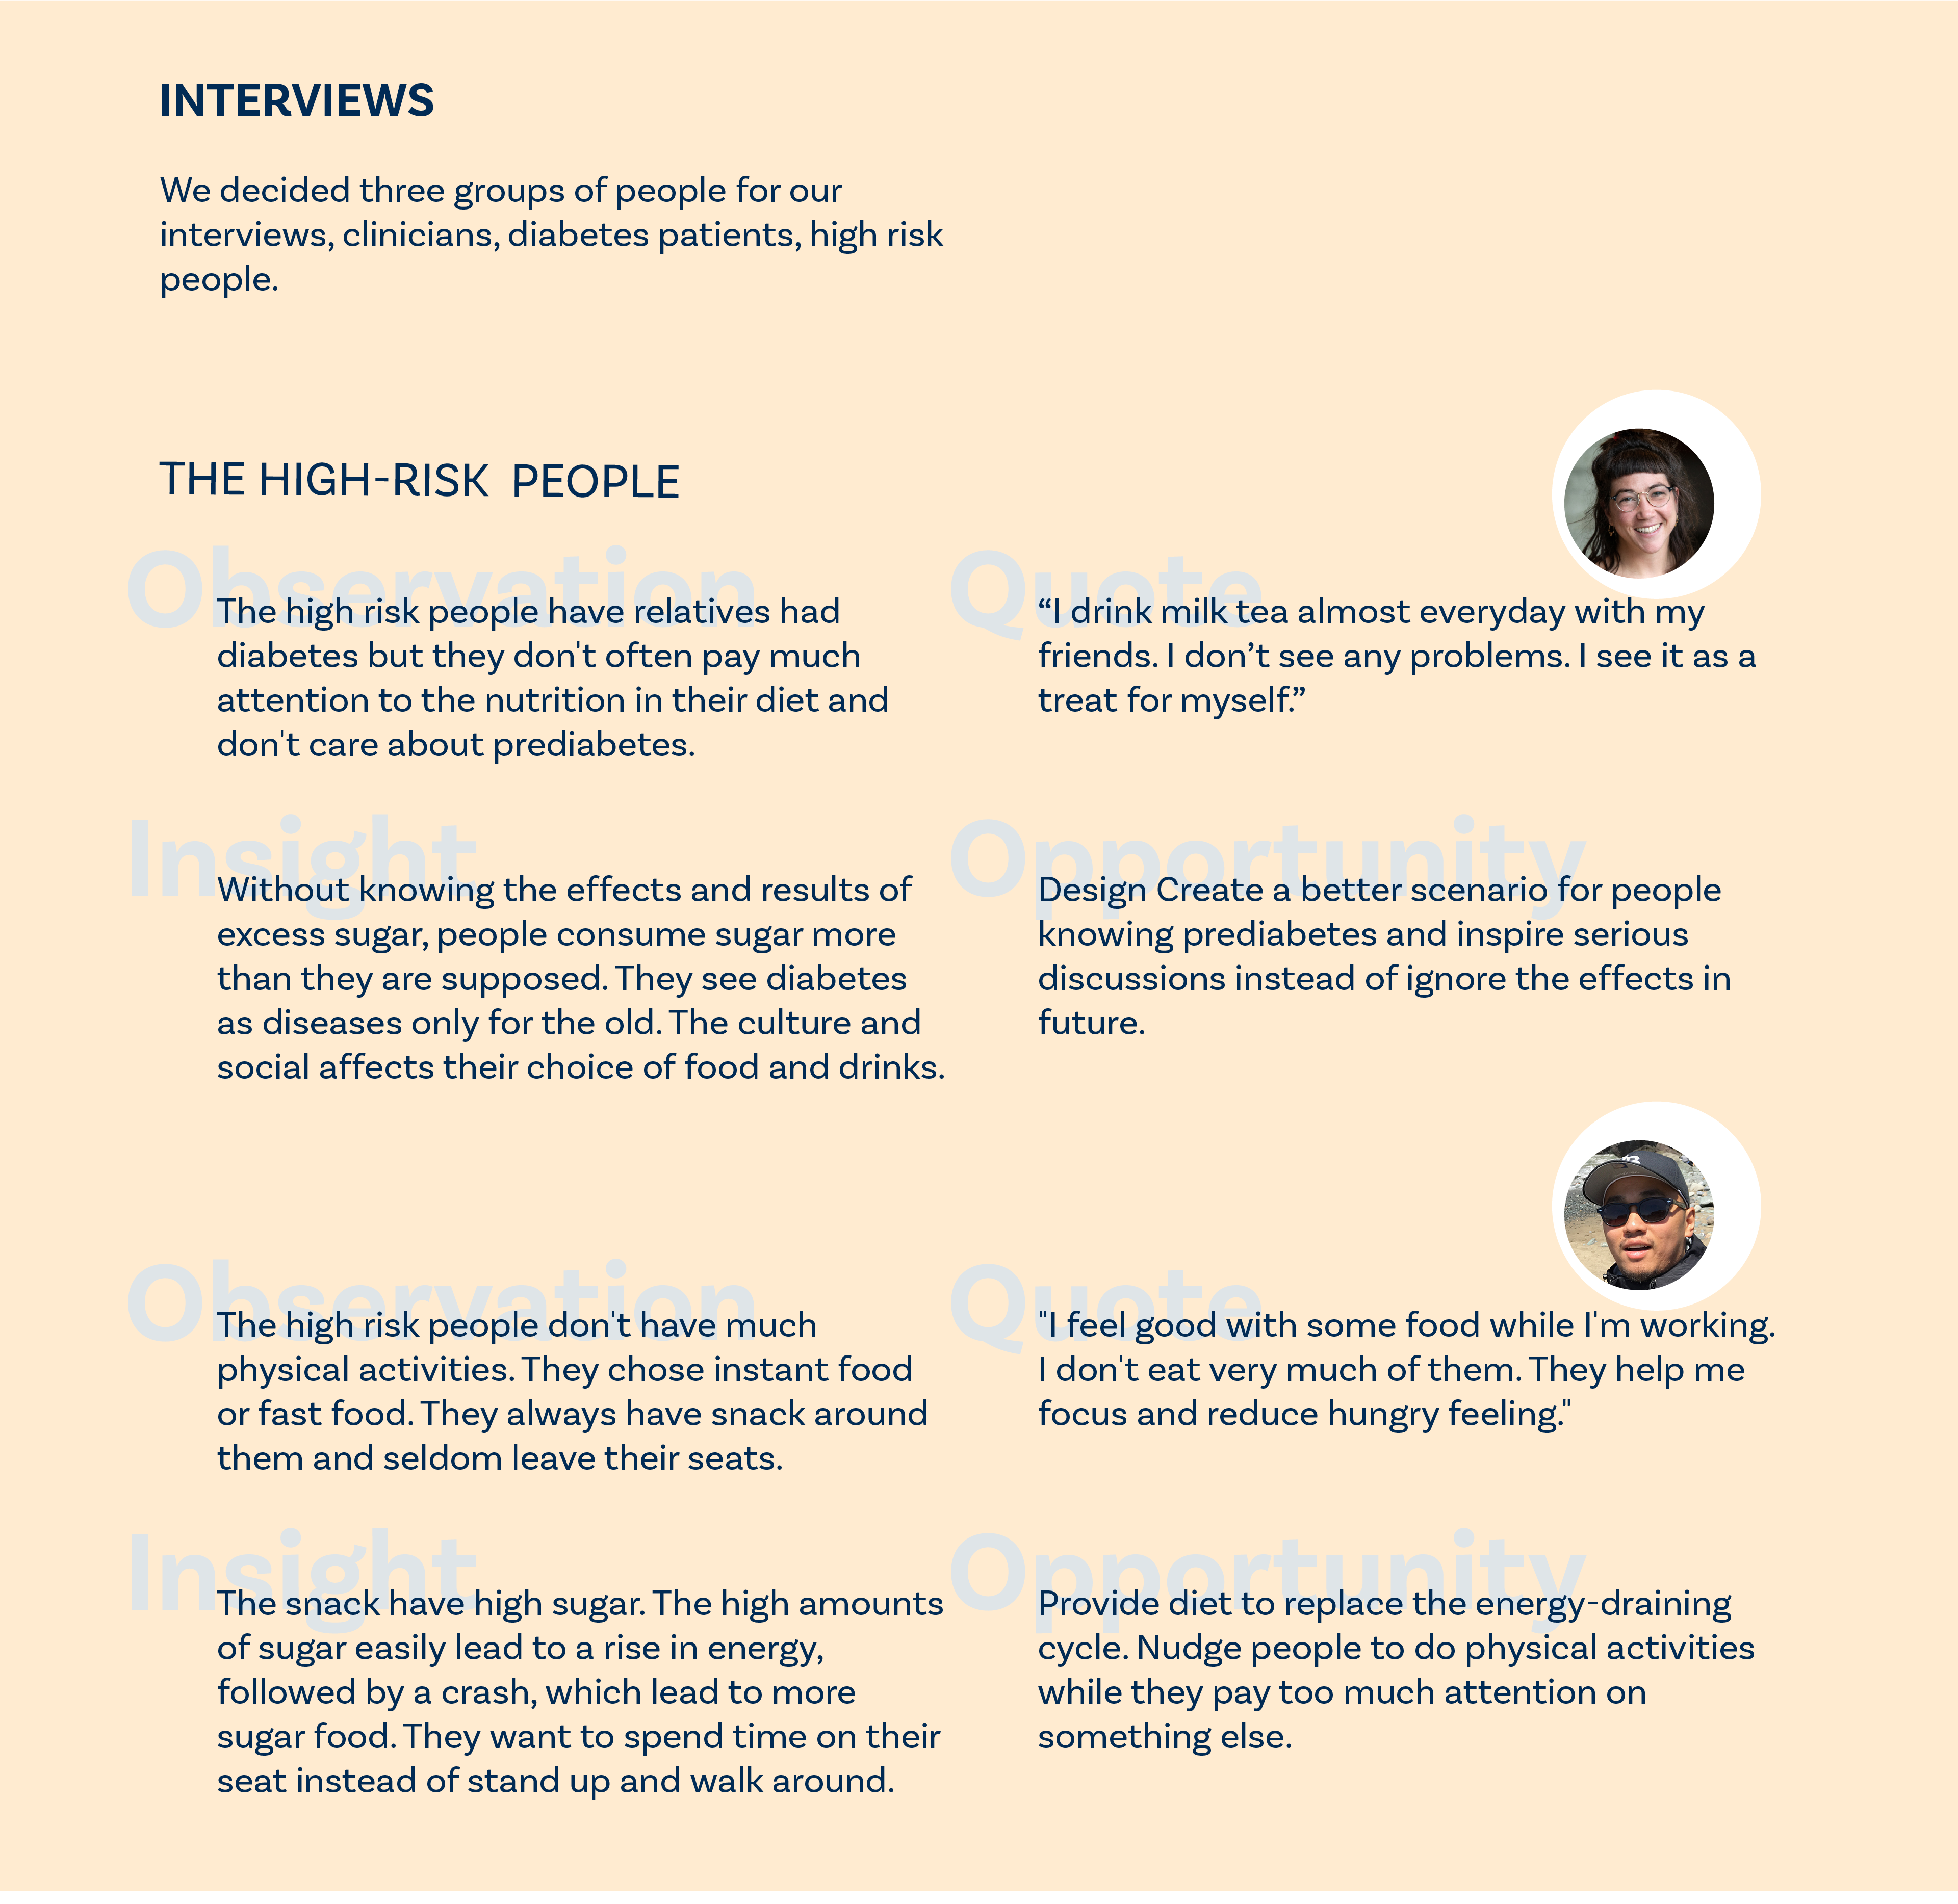 INTERVIEWS
We decided three groups of people for our
interviews, clinicians, diabetes patients, high risk
people.
THE HIGH-RISK PEOPLE
Observation
The high risk people have relatives had
diabetes but they don't often pay much
attention to the nutrition in their diet and
don't care about prediabetes.
Quote
“I drink milk tea almost everyday with my
friends. I don’t see any problems. I see it as a
treat for myself.”
Insight
Without knowing the effects and results of
excess sugar, people consume sugar more
than they are supposed. They see diabetes
as diseases only for the old. The culture and
social affects their choice of food and drinks.
Opportunity
Design Create a better scenario for people
knowing prediabetes and inspire serious
discussions instead of ignore the effects in
future.
Observation
The high risk people don't have much
physical activities. They chose instant food
or fast food. They always have snack around
them and seldom leave their seats.
Quote
"I feel good with some food while I'm working.
I don't eat very much of them. They help me
focus and reduce hungry feeling."
Insight
The snack have high sugar. The high amounts
of sugar easily lead to a rise in energy,
followed by a crash, which lead to more
sugar food. They want to spend time on their
seat instead of stand up and walk around.
Opportunity
Provide diet to replace the energy-draining
cycle. Nudge people to do physical activities
while they pay too much attention on
something else.